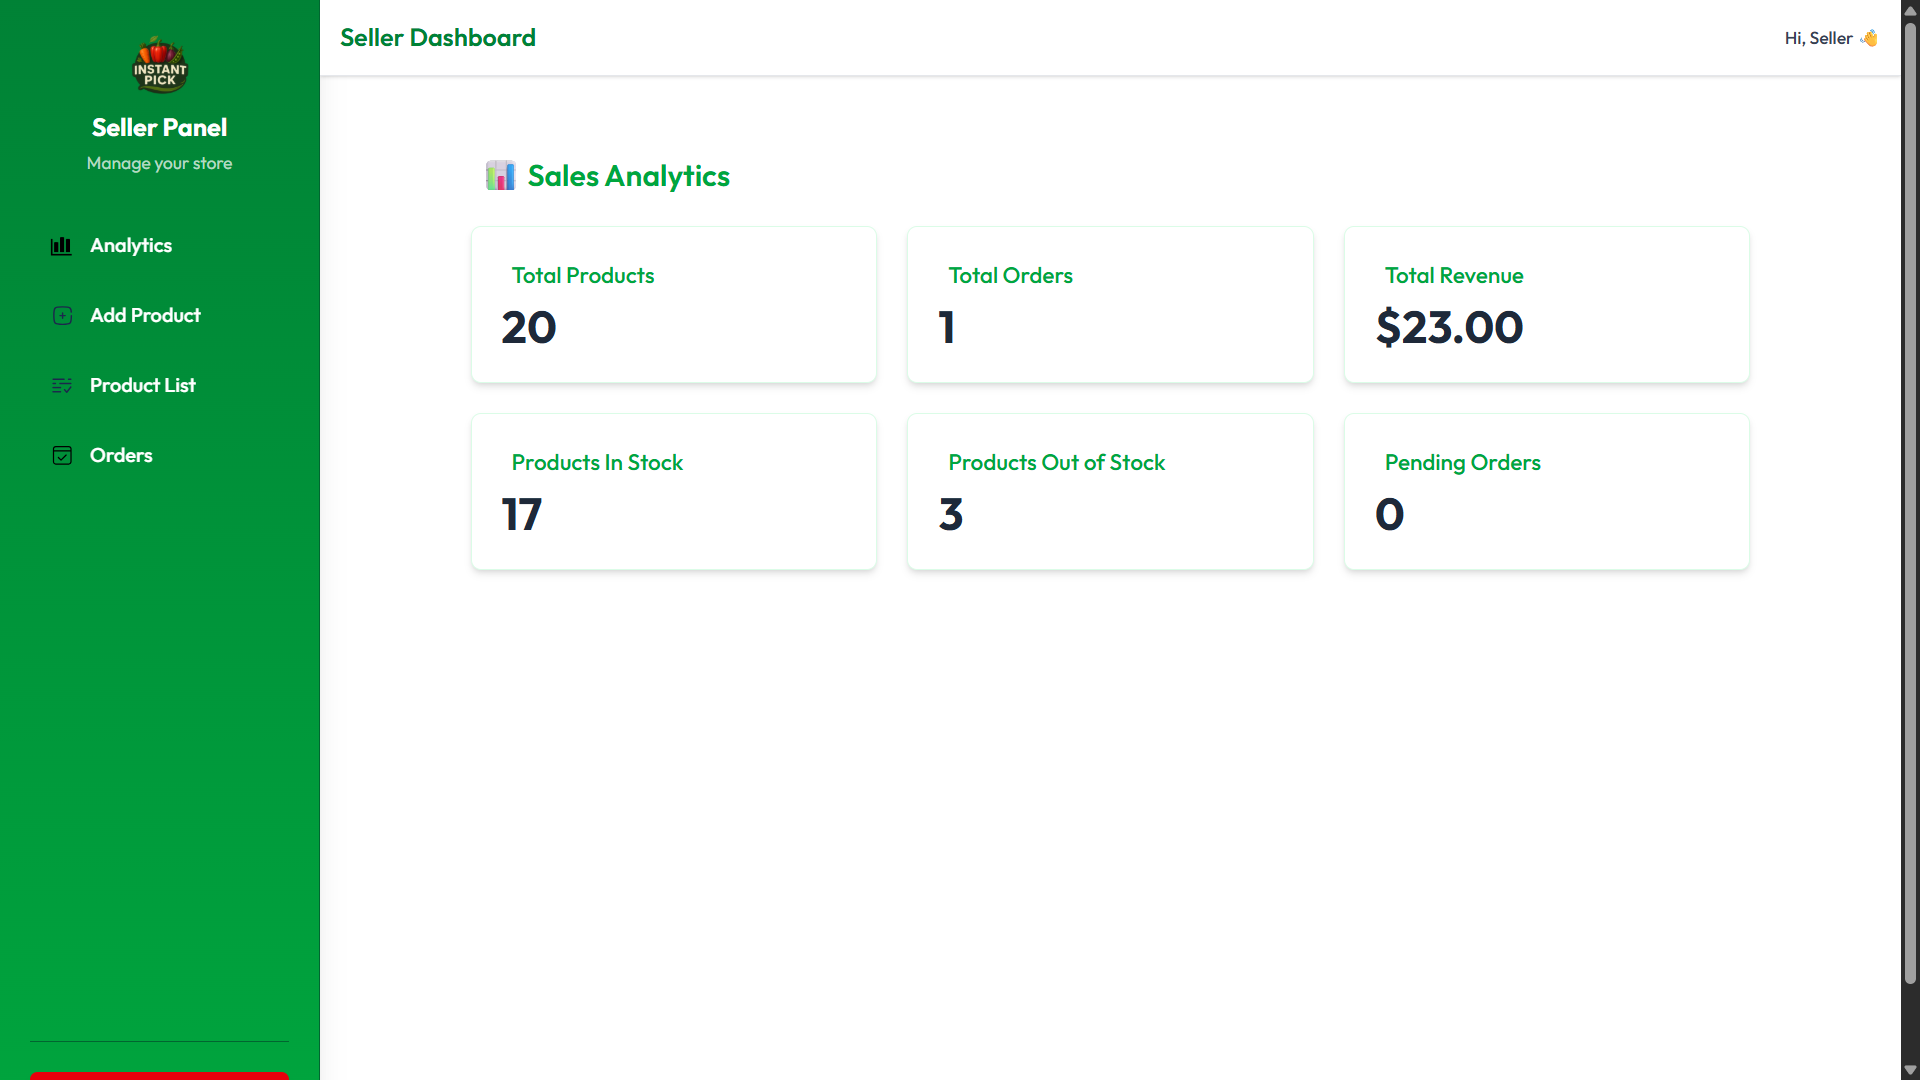 INSTANT
PICK
Seller Panel
Manage your store
Analytics
Add Product
Product List
Orders
Seller Dashboard
Hi, Seller 👋
📊 Sales Analytics
Total Products
20
Total Orders
1
Total Revenue
$23.00
Products In Stock
17
Products Out of Stock
3
Pending Orders
0